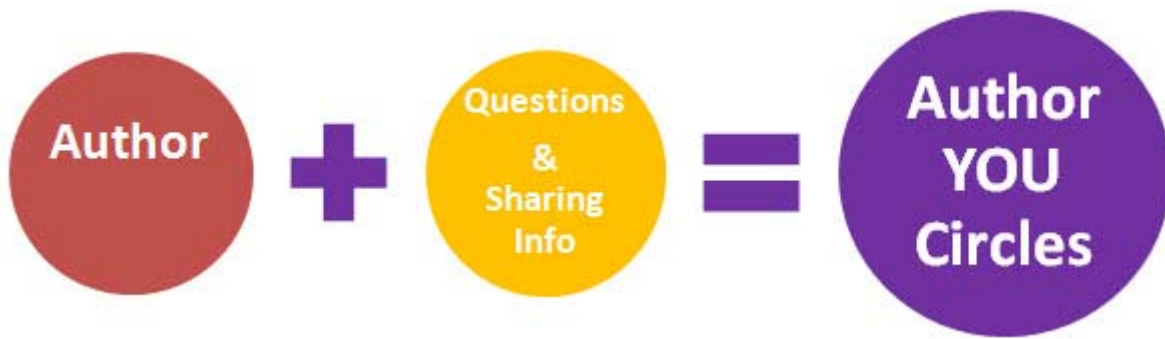 Author
Questions
&
Sharing
Info
Author
YOU
Circles